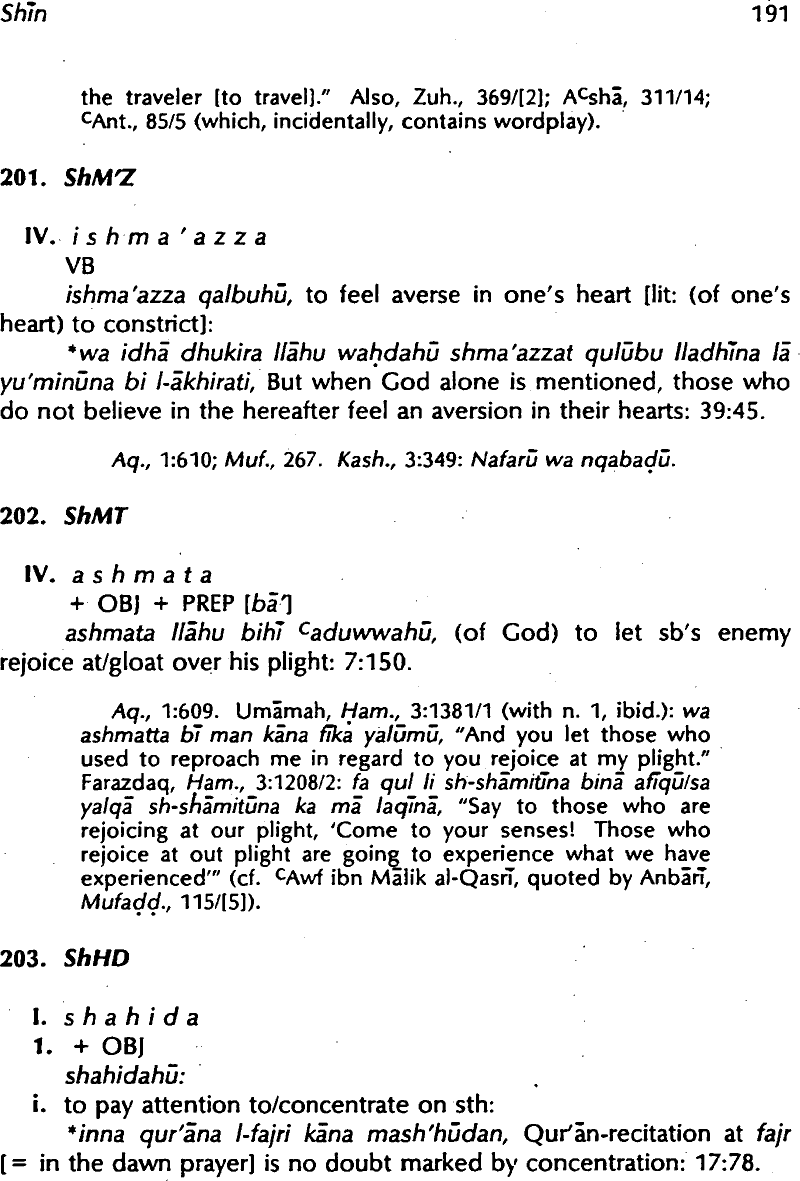 Shīn 191
the traveler [to travel]." Also, Zuh., 369/[2]; Aᶜshā, 311/14;
ᶜAnt., 85/5 (which, incidentally, contains wordplay).
201. ShM'Z
IV. i s h m a ' a z z a
VB
ishma'azza qalbuhū, to feel averse in one's heart [lit: (of one's
heart) to constrict]:
*wa idhā dhukira llāhu waḥdahū shma'azzat qulūbu lladhīna lā
yu'minūna bi l-ākhirati, But when God alone is mentioned, those who
do not believe in the hereafter feel an aversion in their hearts: 39:45.
Aq., 1:610; Muf., 267. Kash., 3:349: Nafarū wa nqabaḍū.
202. ShMT
IV. a s h m a t a
+ OBJ + PREP [bā']
ashmata llāhu bihī ᶜaduwwahū, (of God) to let sb's enemy
rejoice at/gloat over his plight: 7:150.
Aq., 1:609. Umāmah, Ḥam., 3:1381/1 (with n. 1, ibid.): wa
ashmatta bī man kāna fīka yalūmū, "And you let those who
used to reproach me in regard to you rejoice at my plight."
Farazdaq, Ḥam., 3:1208/2: fa qul li sh-shāmitīna binā afīqū/sa
yalqā sh-shāmitūna ka mā laqīnā, "Say to those who are
rejoicing at our plight, 'Come to your senses! Those who
rejoice at out plight are going to experience what we have
experienced'" (cf. ᶜAwf ibn Mālik al-Qasrī, quoted by Anbārī,
Mufaḍḍ., 115/[5]).
203. ShHD
I. s h a h i d a
1. + OBJ
shahidahū:
i. to pay attention to/concentrate on sth:
*inna qur'āna l-fajri kāna mash'hūdan, Qur'ān-recitation at fajr
[= in the dawn prayer] is no doubt marked by concentration: 17:78.